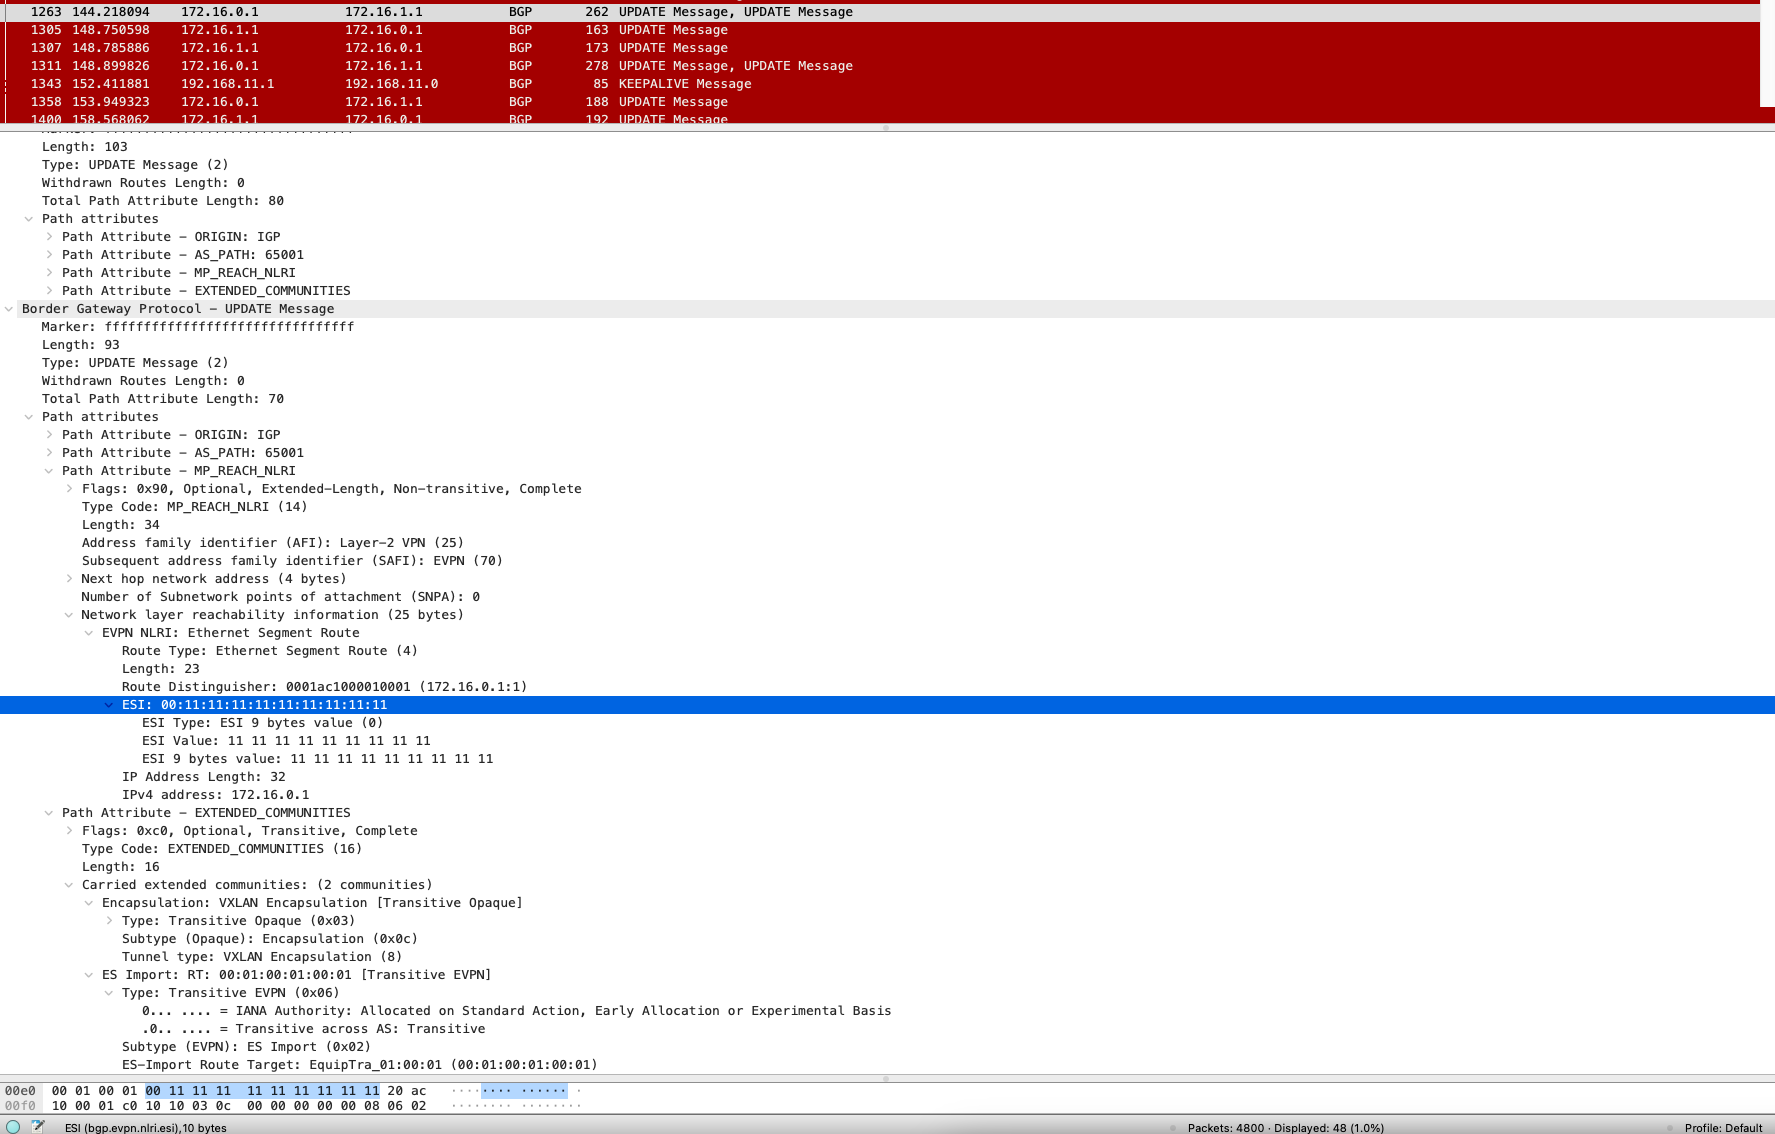 1263 144.218094 172.16.0.1 172.16.1.1 BGP 262 UPDATE Message, UPDATE Message
1305 148.750598 172.16.1.1 172.16.0.1 BGP 163 UPDATE Message
1307 148.785886 172.16.1.1 172.16.0.1 BGP 173 UPDATE Message
1311 148.899826 172.16.0.1 172.16.1.1 BGP 278 UPDATE Message, UPDATE Message
1343 152.411881 192.168.11.1 192.168.11.0 BGP 85 KEEPALIVE Message
1358 153.949323 172.16.0.1 172.16.1.1 BGP 188 UPDATE Message
1400 158.568062 172.16.1.1 172.16.0.1 BGP 192 UPDATE Message
Length: 103
Type: UPDATE Message (2)
Withdrawn Routes Length: 0
Total Path Attribute Length: 80
Path attributes
Path Attribute – ORIGIN: IGP
Path Attribute – AS_PATH: 65001
Path Attribute – MP_REACH_NLRI
Path Attribute – EXTENDED_COMMUNITIES
Border Gateway Protocol – UPDATE Message
Marker: ffffffffffffffffffffffffffffffff
Length: 93
Type: UPDATE Message (2)
Withdrawn Routes Length: 0
Total Path Attribute Length: 70
Path attributes
Path Attribute – ORIGIN: IGP
Path Attribute – AS_PATH: 65001
Path Attribute – MP_REACH_NLRI
Flags: 0x90, Optional, Extended–Length, Non–transitive, Complete
Type Code: MP_REACH_NLRI (14)
Length: 34
Address family identifier (AFI): Layer–2 VPN (25)
Subsequent address family identifier (SAFI): EVPN (70)
Next hop network address (4 bytes)
Number of Subnetwork points of attachment (SNPA): 0
Network layer reachability information (25 bytes)
EVPN NLRI: Ethernet Segment Route
Route Type: Ethernet Segment Route (4)
Length: 23
Route Distinguisher: 0001ac1000010001 (172.16.0.1:1)
ESI: 00:11:11:11:11:11:11:11:11:11
ESI Type: ESI 9 bytes value (0)
ESI Value: 11 11 11 11 11 11 11 11 11
ESI 9 bytes value: 11 11 11 11 11 11 11 11 11
IP Address Length: 32
IPv4 address: 172.16.0.1
Path Attribute – EXTENDED_COMMUNITIES
Flags: 0xc0, Optional, Transitive, Complete
Type Code: EXTENDED_COMMUNITIES (16)
Length: 16
Carried extended communities: (2 communities)
Encapsulation: VXLAN Encapsulation [Transitive Opaque]
Type: Transitive Opaque (0x03)
Subtype (Opaque): Encapsulation (0x0c)
Tunnel type: VXLAN Encapsulation (8)
ES Import: RT: 00:01:00:01:00:01 [Transitive EVPN]
Type: Transitive EVPN (0x06)
0... .... = IANA Authority: Allocated on Standard Action, Early Allocation or Experimental Basis
.0.. .... = Transitive across AS: Transitive
Subtype (EVPN): ES Import (0x02)
ES–Import Route Target: EquipTra_01:00:01 (00:01:00:01:00:01)
00e0 00 01 00 01 00 11 11 11 11 11 11 11 11 11 20 ac ···· ···· ······ ·
00f0 10 00 01 c0 10 10 03 0c 00 00 00 00 00 08 06 02 ········ ········
ESI (bgp.evpn.nlri.esi), 10 bytes Packets: 4800 · Displayed: 48 (1.0%) Profile: Default